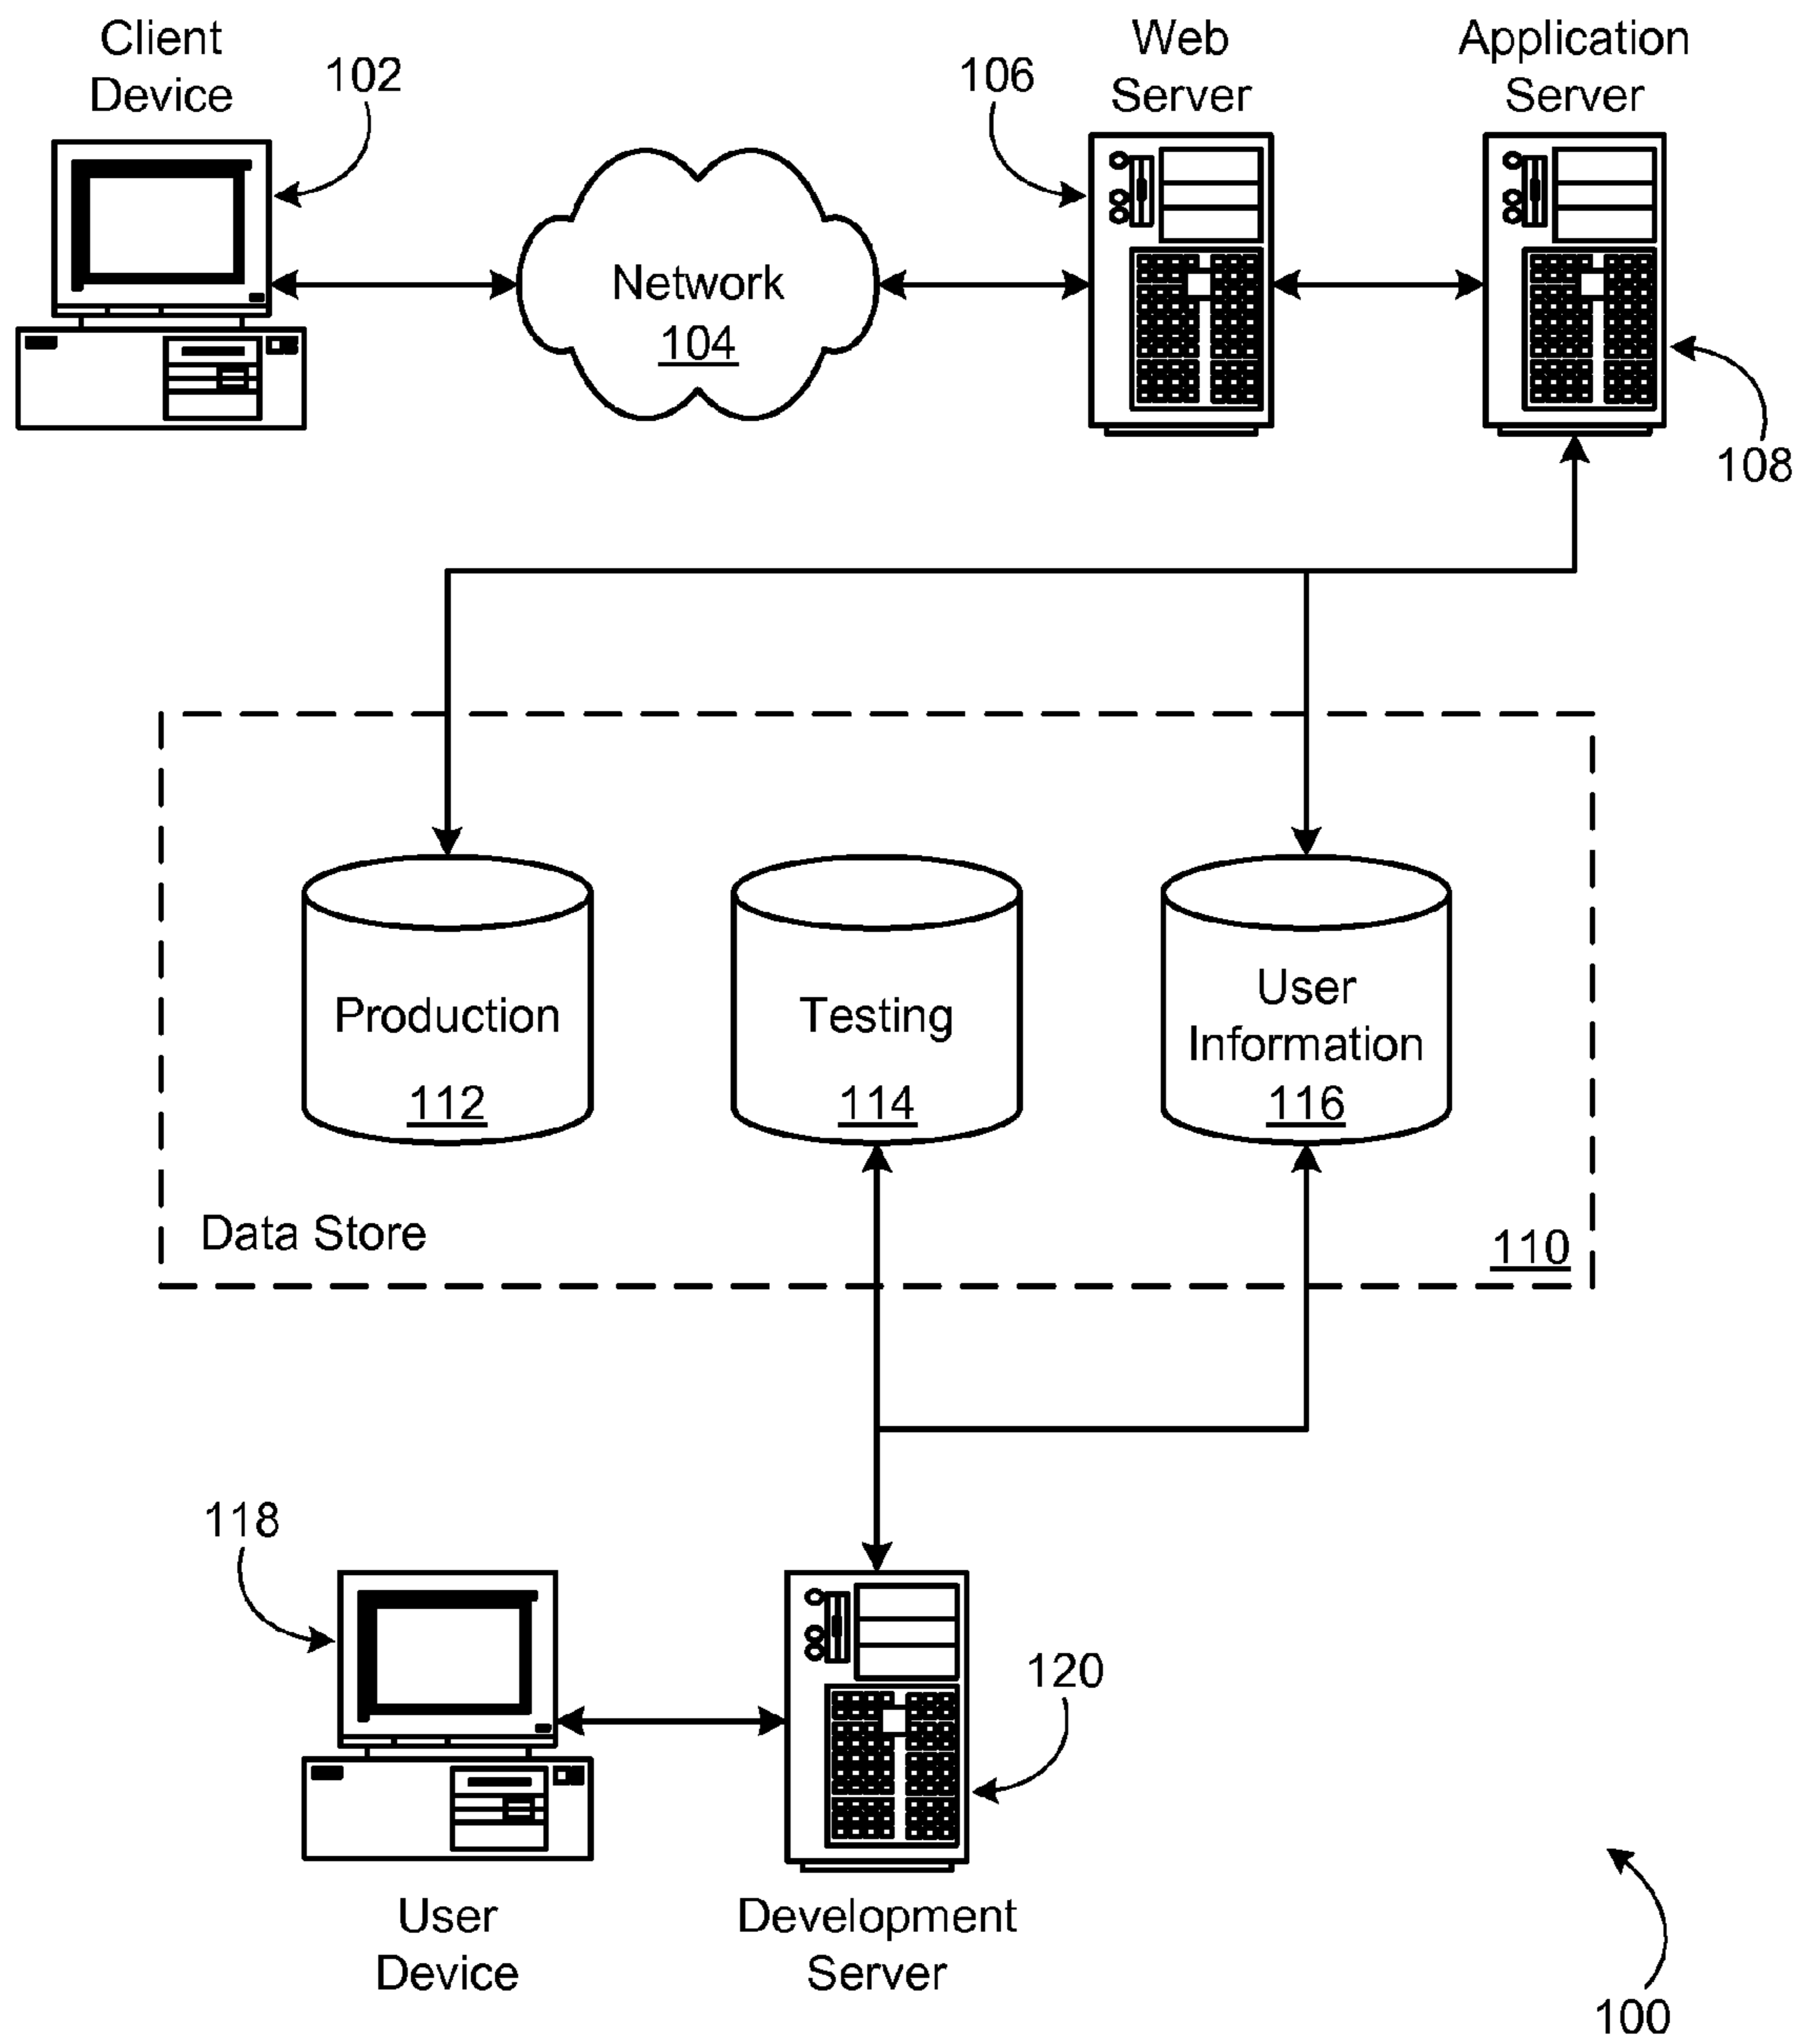 Client
Device
102
106
Web
Server
Application
Server
Network
104
108
Production
112
Testing
114
User
Information
116
Data Store
110
118
120
User
Device
Development
Server
100